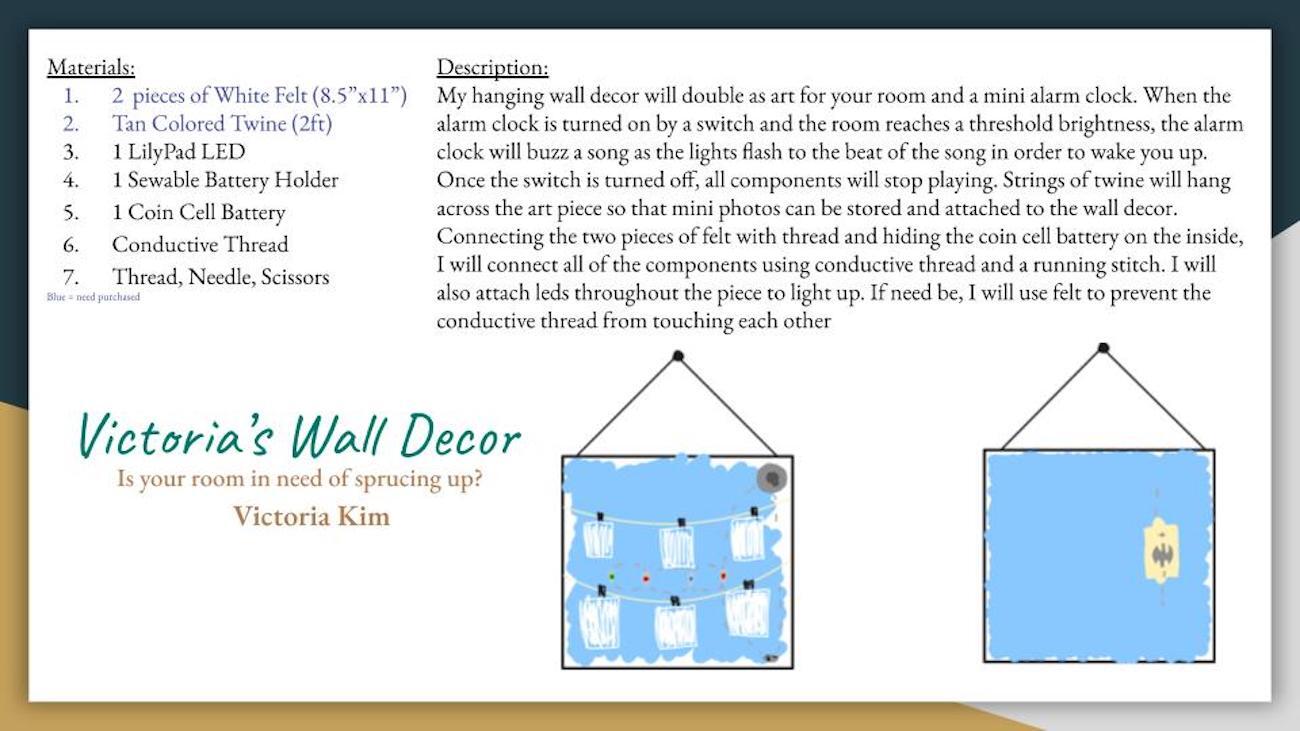 Materials:
1. 2 pieces of White Felt (8.5”x11”)
2. Tan Colored Twine (2ft)
3. 1 LilyPad LED
4. 1 Sewable Battery Holder
5. 1 Coin Cell Battery
6. Conductive Thread
7. Thread, Needle, Scissors
Blue = need purchased
Description:
My hanging wall decor will double as art for your room and a mini alarm clock. When the
alarm clock is turned on by a switch and the room reaches a threshold brightness, the alarm
clock will buzz a song as the lights flash to the beat of the song in order to wake you up.
Once the switch is turned off, all components will stop playing. Strings of twine will hang
across the art piece so that mini photos can be stored and attached to the wall decor.
Connecting the two pieces of felt with thread and hiding the coin cell battery on the inside,
I will connect all of the components using conductive thread and a running stitch. I will
also attach leds throughout the piece to light up. If need be, I will use felt to prevent the
conductive thread from touching each other
Victoria’s Wall Decor
Is your room in need of sprucing up?
Victoria Kim